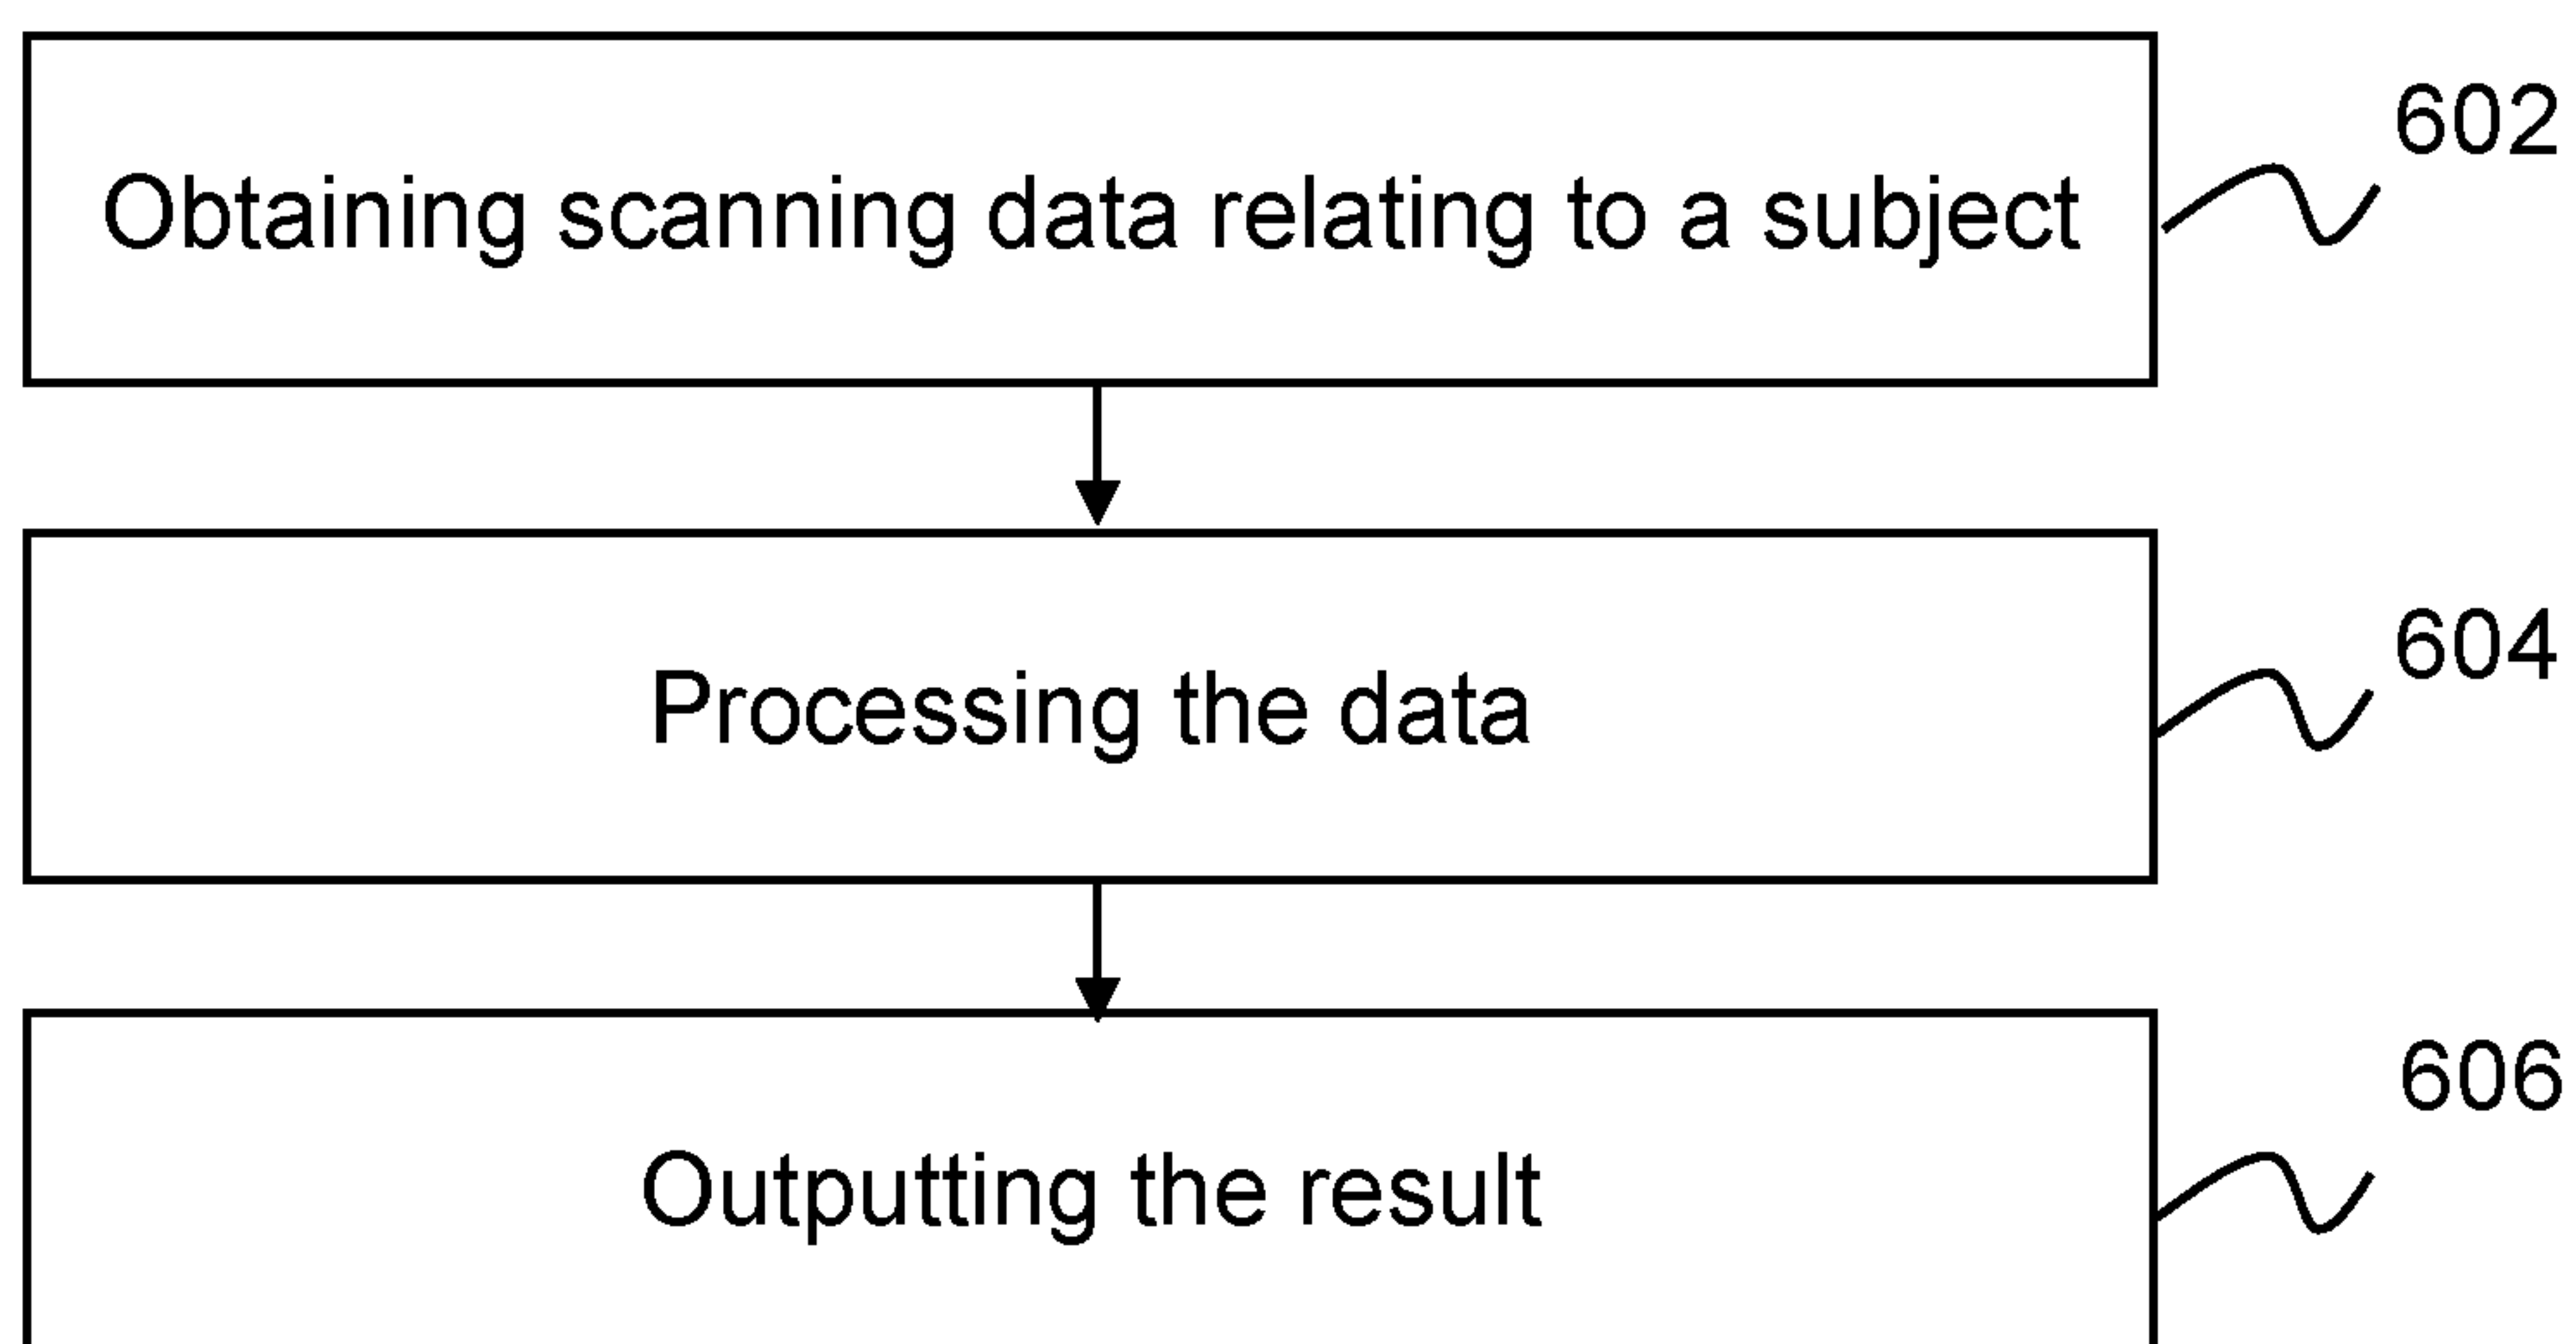 602
Obtaining scanning data relating to a subject
604
Processing the data
606
Outputting the result